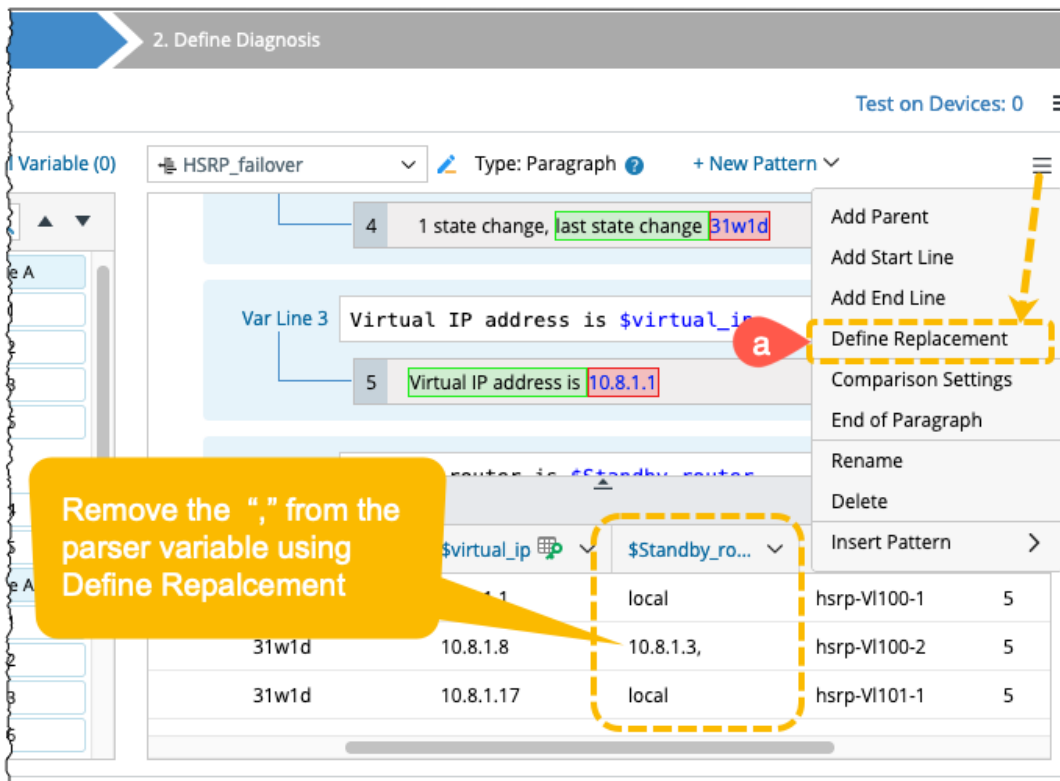 2. Define Diagnosis
Test on Devices: 0
Variable (0)
HSRP_failover
Type: Paragraph
+ New Pattern
4 1 state change, last state change 31w1d
Var Line 3 Virtual IP address is $virtual_ip
5 Virtual IP address is 10.8.1.1
router is $Standby_router
Add Parent
Add Start Line
Add End Line
a
Define Replacement
Comparison Settings
End of Paragraph
Rename
Delete
Insert Pattern
Remove the “,” from the
parser variable using
Define Repalcement
$virtual_ip $Standby_ro...
local hsrp-Vl100-1 5
31w1d 10.8.1.8 10.8.1.3, hsrp-Vl100-2 5
31w1d 10.8.1.17 local hsrp-Vl101-1 5